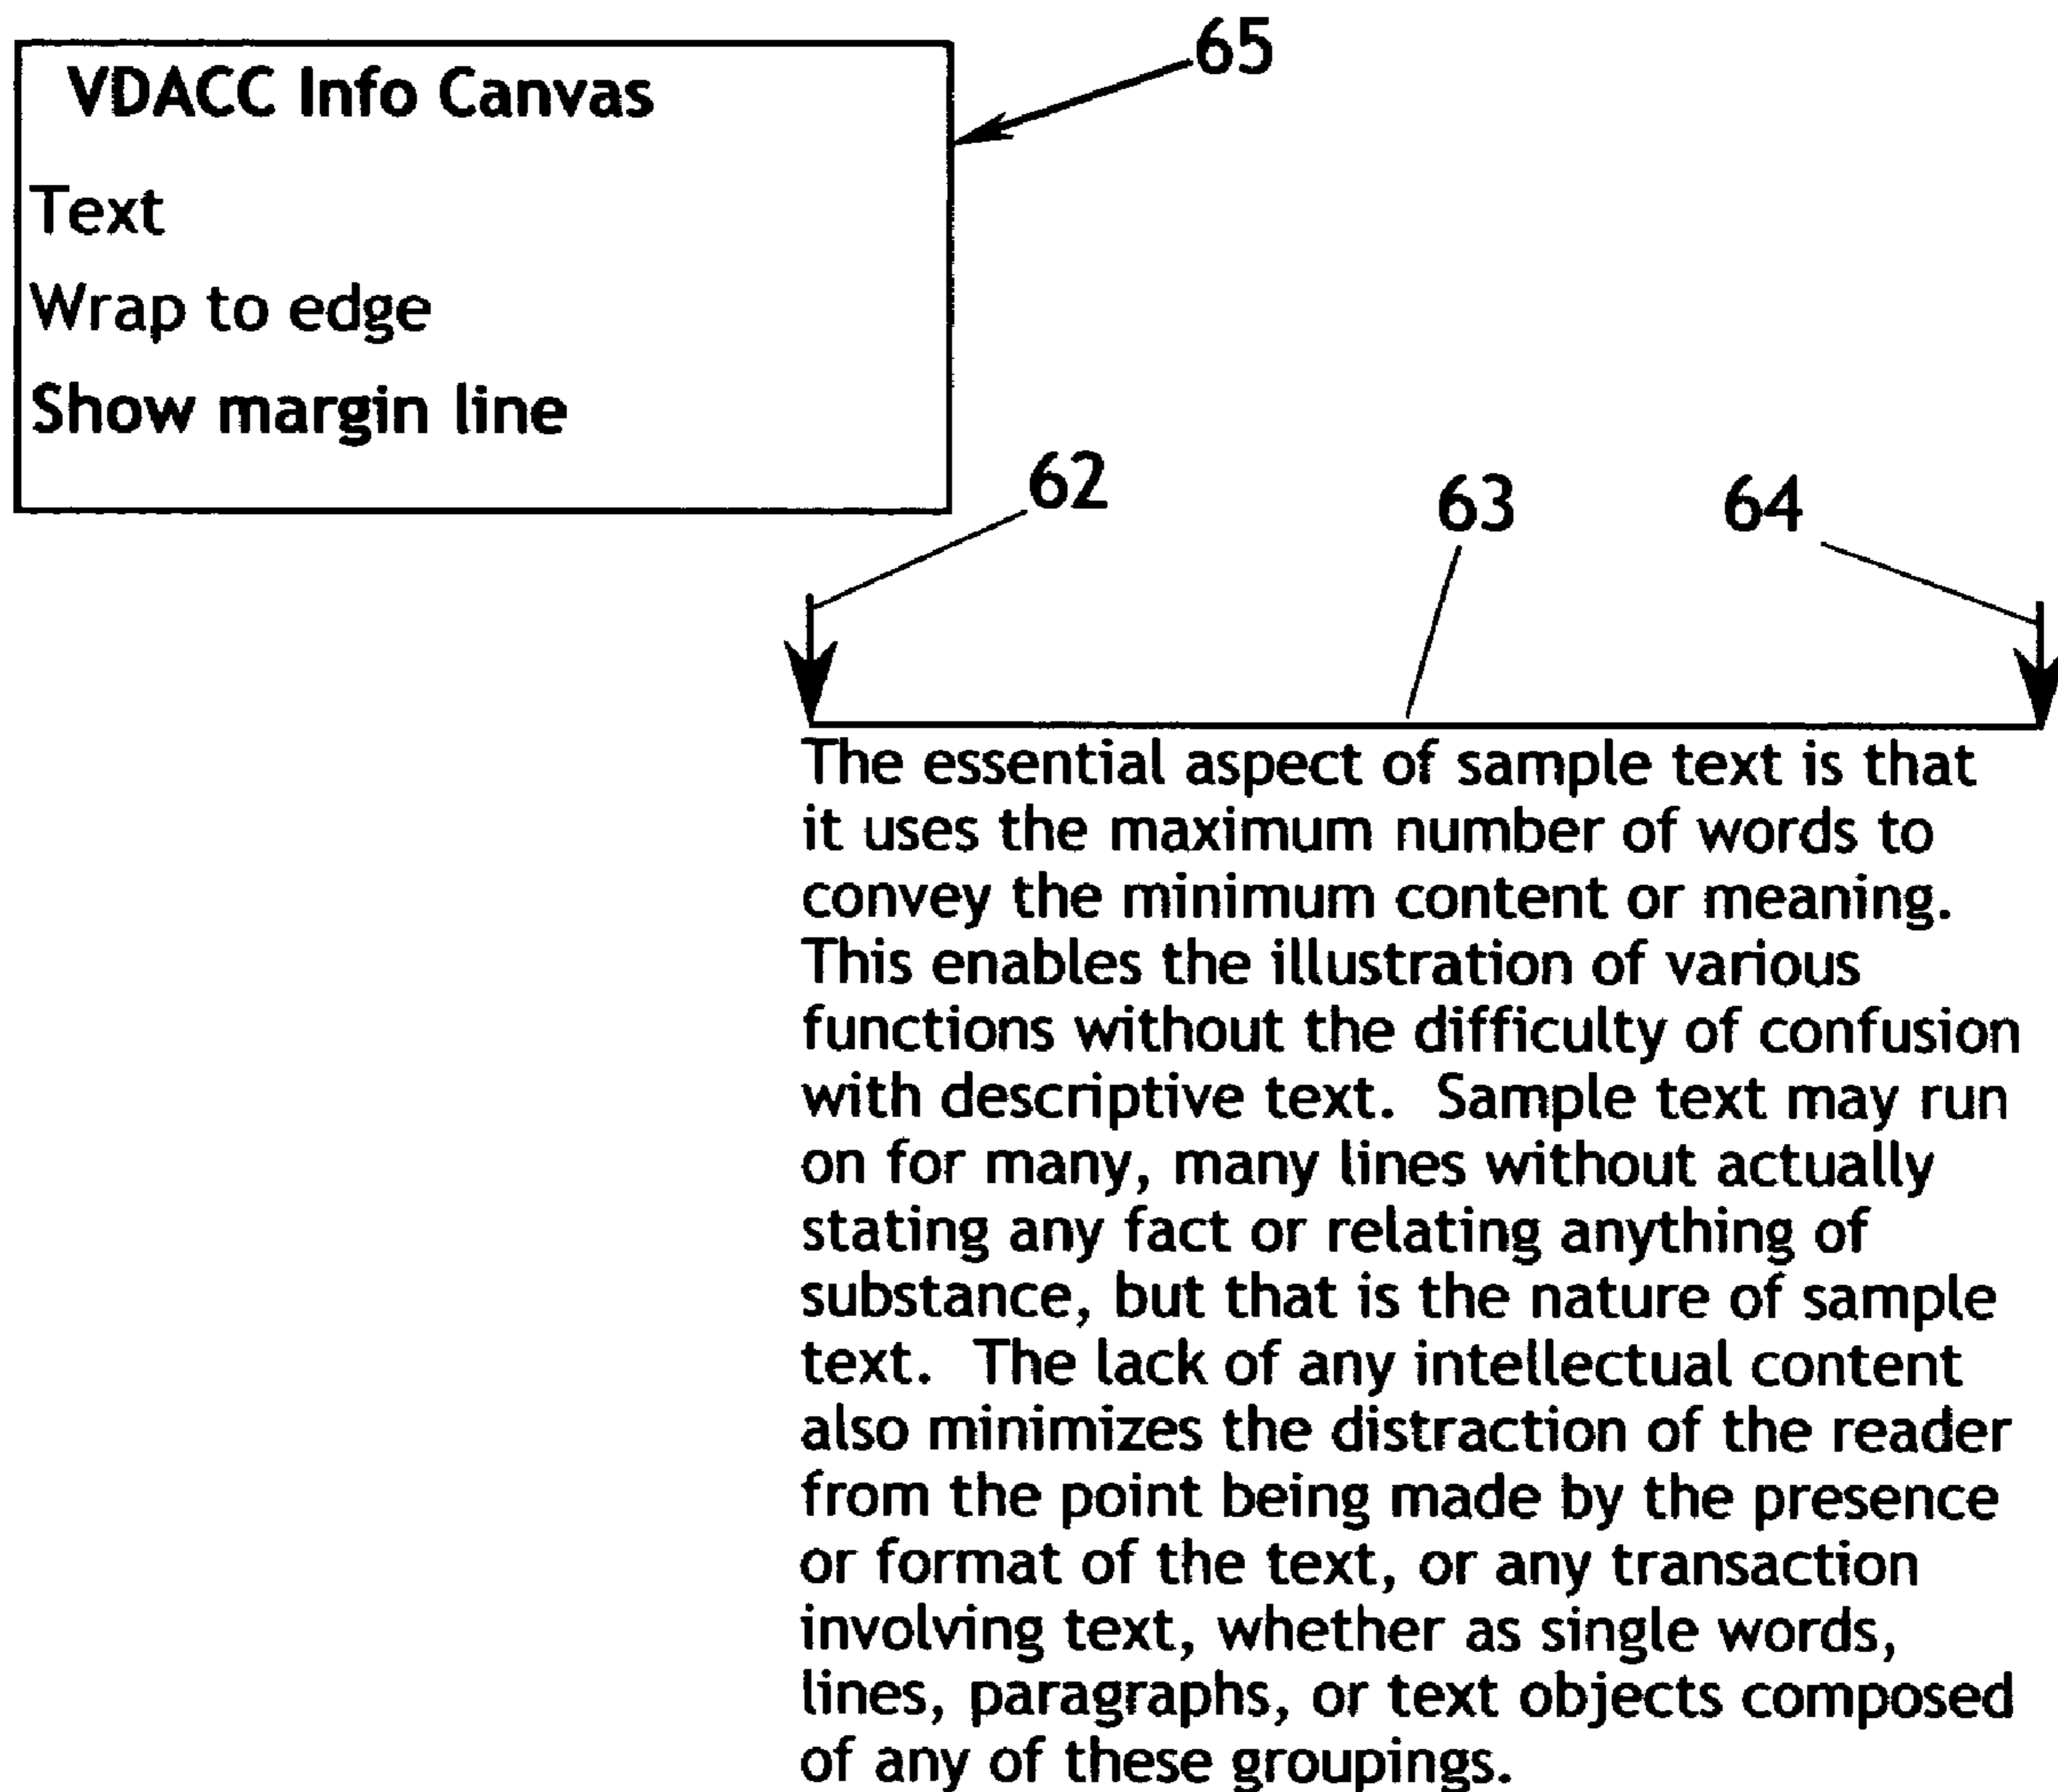 65
VDACC Info Canvas
Text
Wrap to edge
Show margin line
62
63
64
The essential aspect of sample text is that
it uses the maximum number of words to
convey the minimum content or meaning.
This enables the illustration of various
functions without the difficulty of confusion
with descriptive text.  Sample text may run
on for many, many lines without actually
stating any fact or relating anything of
substance, but that is the nature of sample
text.  The lack of any intellectual content
also minimizes the distraction of the reader
from the point being made by the presence
or format of the text, or any transaction
involving text, whether as single words,
lines, paragraphs, or text objects composed
of any of these groupings.